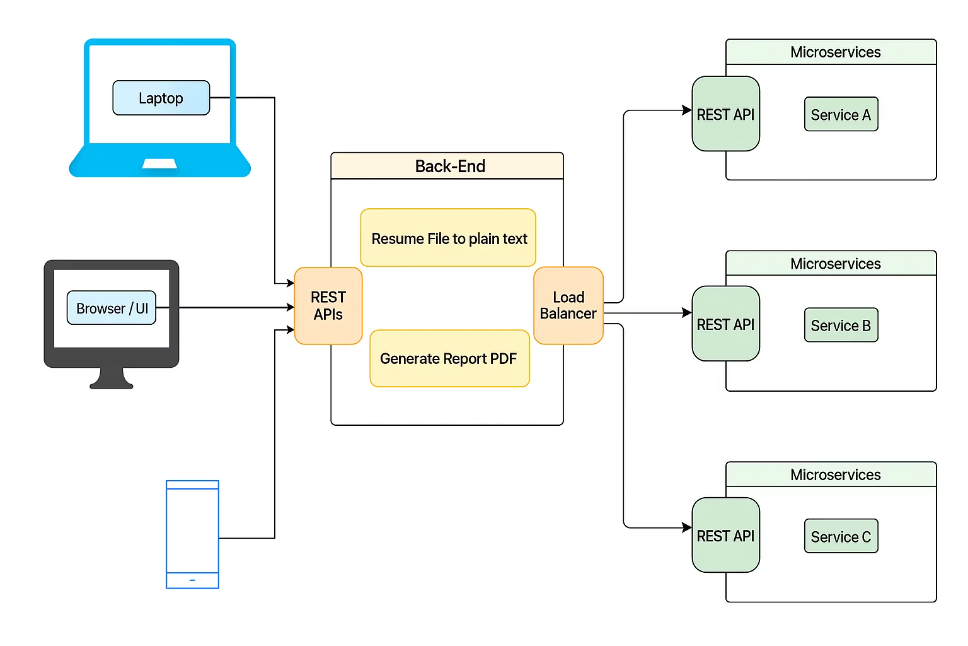 Laptop
Browser / UI
Back-End
Resume File to plain text
REST
APIs
Load
Balancer
Generate Report PDF
Microservices
REST API
Service A
Microservices
REST API
Service B
Microservices
REST API
Service C